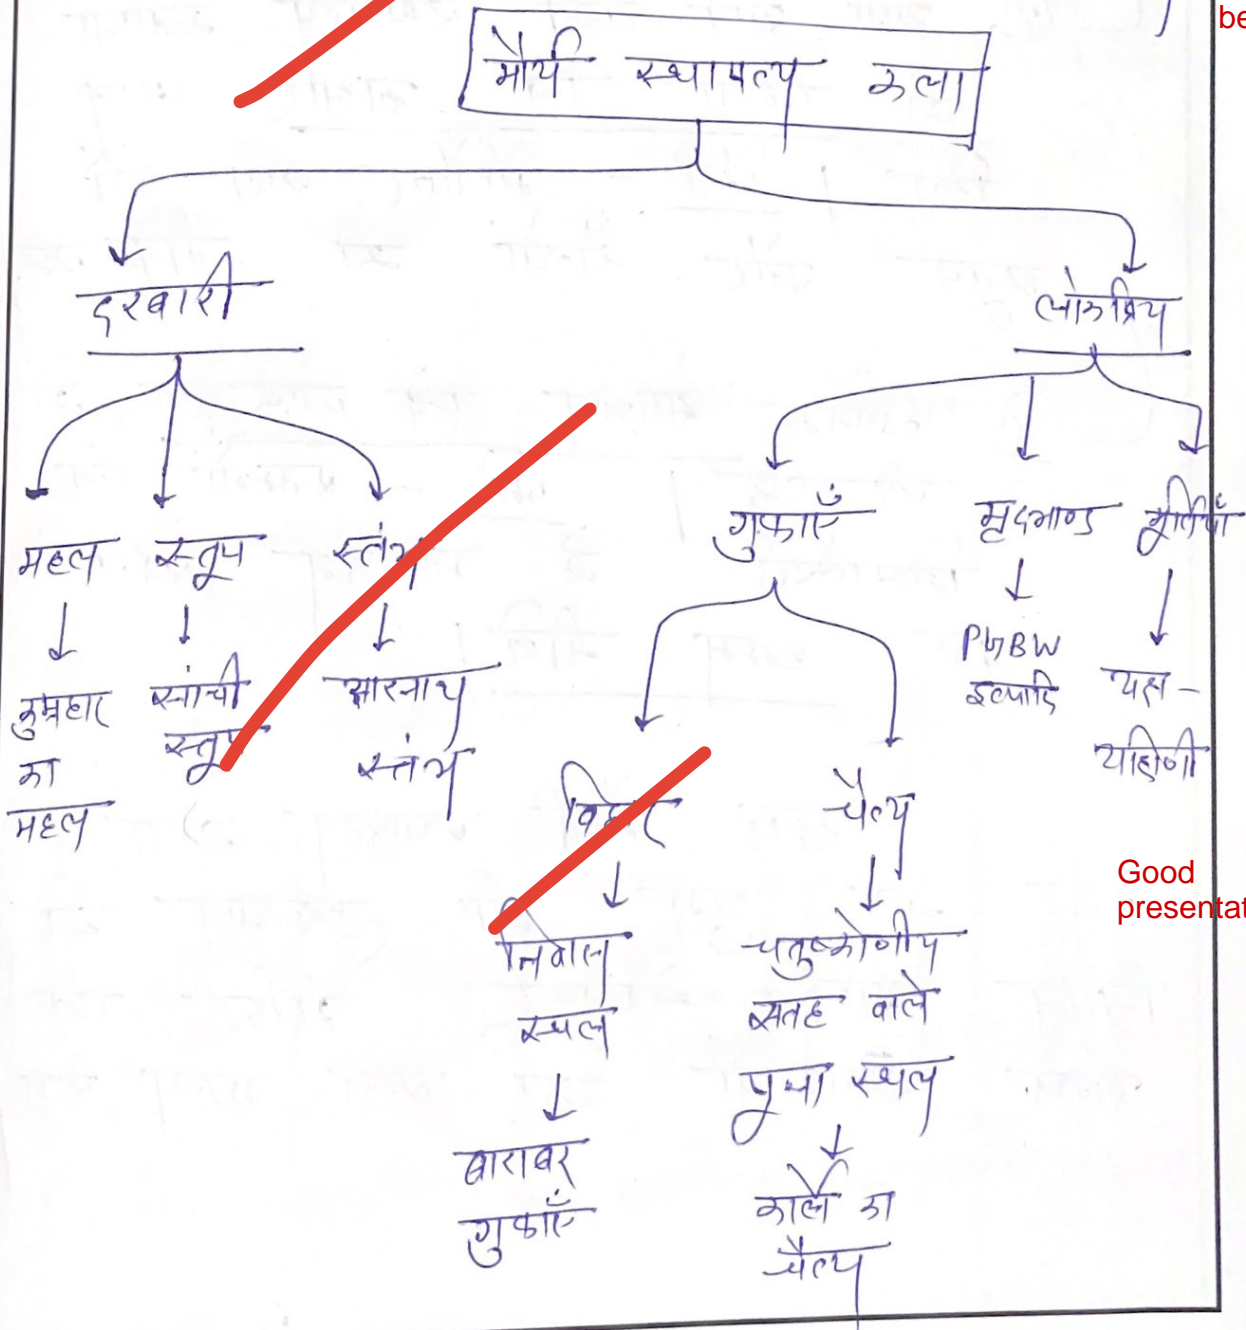 be
मौर्य स्थापत्य कला
दरबारी
लोकप्रिय
महल
स्तूप
स्तंभ
गुफाएँ
मृदभाण्ड
मूर्तियाँ
कुम्रहार
का
महल
सांची
स्तूप
सारनाथ
स्तंभ
विहार
चैत्य
PGBW
इत्यादि
यक्ष -
यक्षिणी
Good
presentat
निवास
स्थल
बाराबर
गुफाएँ
चतुष्कोणीय
सतह वाले
पूजा स्थल
कार्ले का
चैत्य